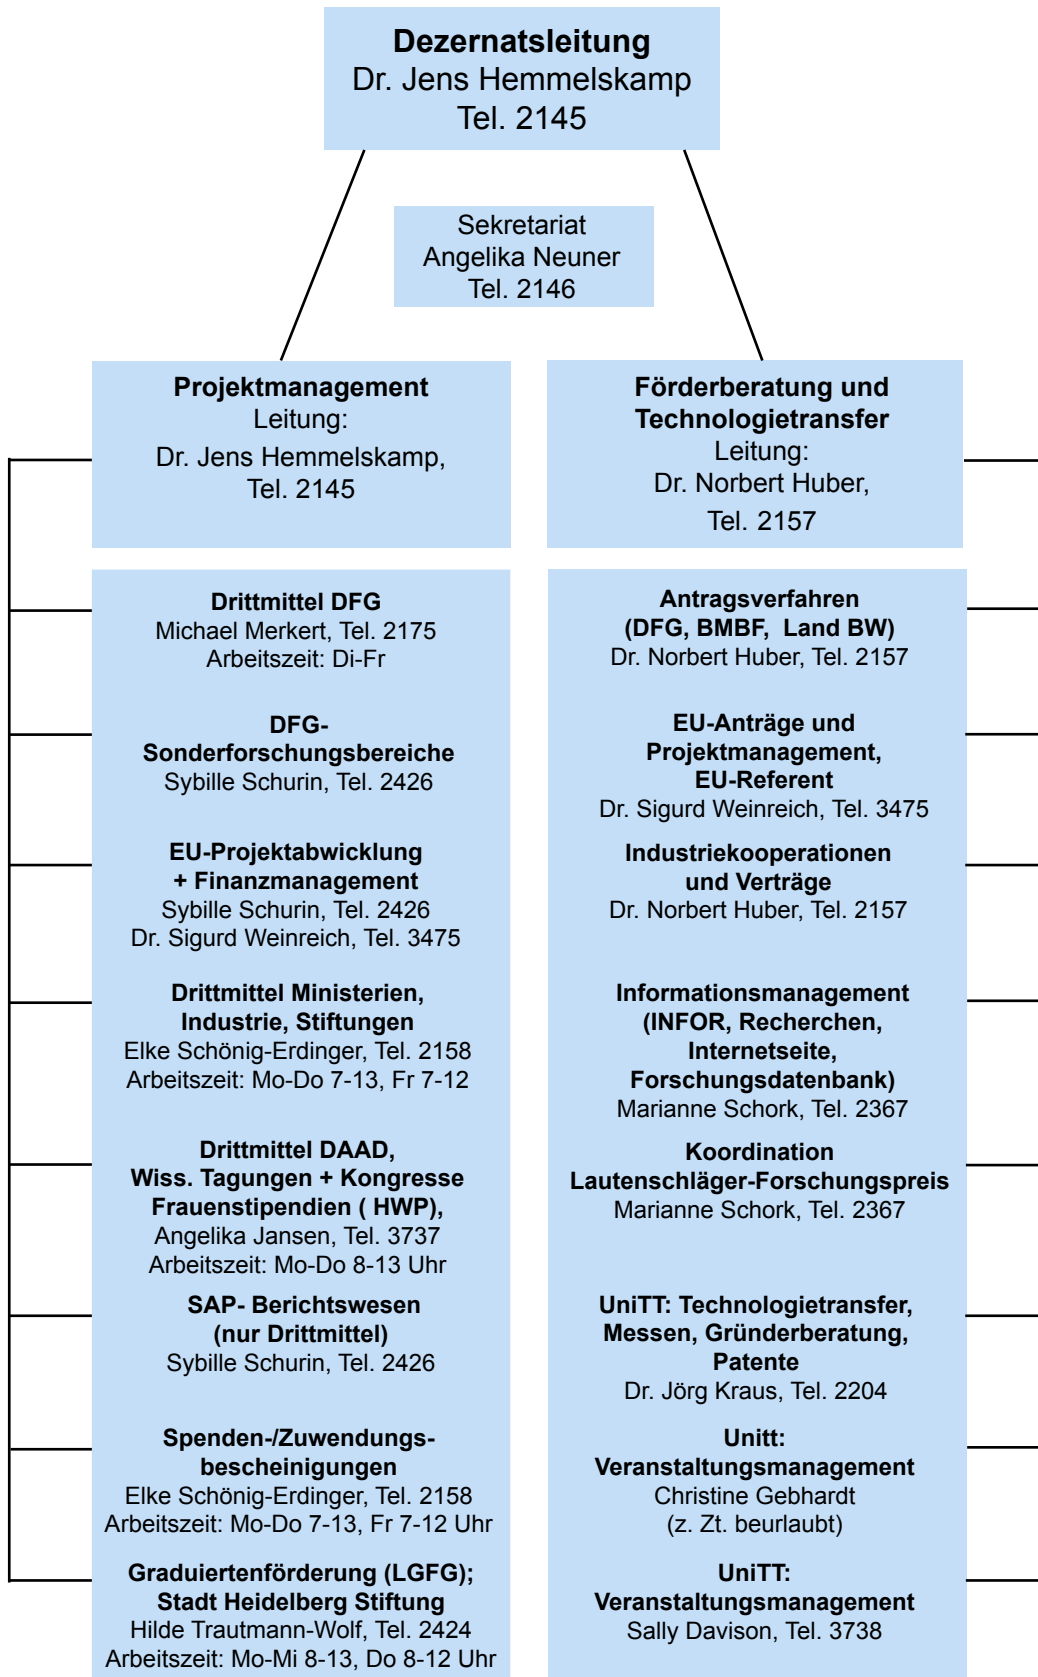 Dezernatsleitung
Dr. Jens Hemmelskamp
Tel. 2145
Sekretariat
Angelika Neuner
Tel. 2146
Projektmanagement
Leitung:
Dr. Jens Hemmelskamp,
Tel. 2145
Drittmittel DFG
Michael Merkert, Tel. 2175
Arbeitszeit: Di-Fr
DFG-
Sonderforschungsbereiche
Sybille Schurin, Tel. 2426
EU-Projektabwicklung
+ Finanzmanagement
Sybille Schurin, Tel. 2426
Dr. Sigurd Weinreich, Tel. 3475
Drittmittel Ministerien,
Industrie, Stiftungen
Elke Schönig-Erdinger, Tel. 2158
Arbeitszeit: Mo-Do 7-13, Fr 7-12
Drittmittel DAAD,
Wiss. Tagungen + Kongresse
Frauenstipendien ( HWP),
Angelika Jansen, Tel. 3737
Arbeitszeit: Mo-Do 8-13 Uhr
SAP- Berichtswesen
(nur Drittmittel)
Sybille Schurin, Tel. 2426
Spenden-/Zuwendungs-
bescheinigungen
Elke Schönig-Erdinger, Tel. 2158
Arbeitszeit: Mo-Do 7-13, Fr 7-12 Uhr
Graduiertenförderung (LGFG);
Stadt Heidelberg Stiftung
Hilde Trautmann-Wolf, Tel. 2424
Arbeitszeit: Mo-Mi 8-13, Do 8-12 Uhr
Förderberatung und
Technologietransfer
Leitung:
Dr. Norbert Huber,
Tel. 2157
Antragsverfahren
(DFG, BMBF,  Land BW)
Dr. Norbert Huber, Tel. 2157
EU-Anträge und
Projektmanagement,
EU-Referent
Dr. Sigurd Weinreich, Tel. 3475
Industriekooperationen
und Verträge
Dr. Norbert Huber, Tel. 2157
Informationsmanagement
(INFOR, Recherchen,
Internetseite,
Forschungsdatenbank)
Marianne Schork, Tel. 2367
Koordination
Lautenschläger-Forschungspreis
Marianne Schork, Tel. 2367
UniTT: Technologietransfer,
Messen, Gründerberatung,
Patente
Dr. Jörg Kraus, Tel. 2204
Unitt:
Veranstaltungsmanagement
Christine Gebhardt
(z. Zt. beurlaubt)
UniTT:
Veranstaltungsmanagement
Sally Davison, Tel. 3738